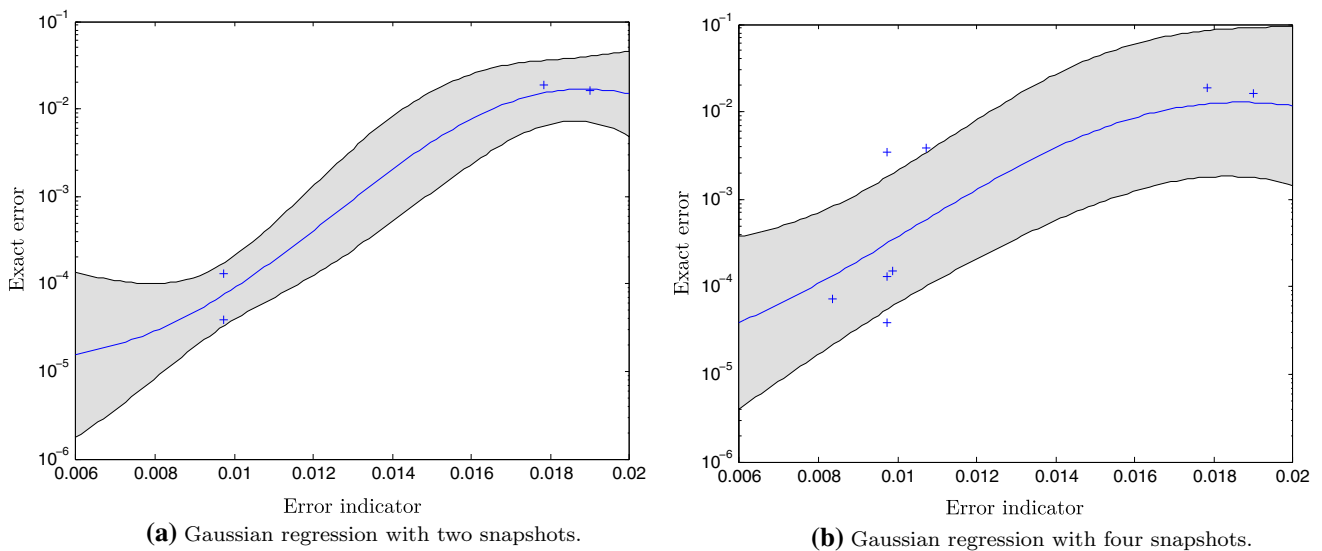 10^-1
10^-2
10^-3
10^-4
10^-5
10^-6
Exact error
0.006 0.008 0.01 0.012 0.014 0.016 0.018 0.02
Error indicator
(a) Gaussian regression with two snapshots.
10^-1
10^-2
10^-3
10^-4
10^-5
10^-6
Exact error
0.006 0.008 0.01 0.012 0.014 0.016 0.018 0.02
Error indicator
(b) Gaussian regression with four snapshots.